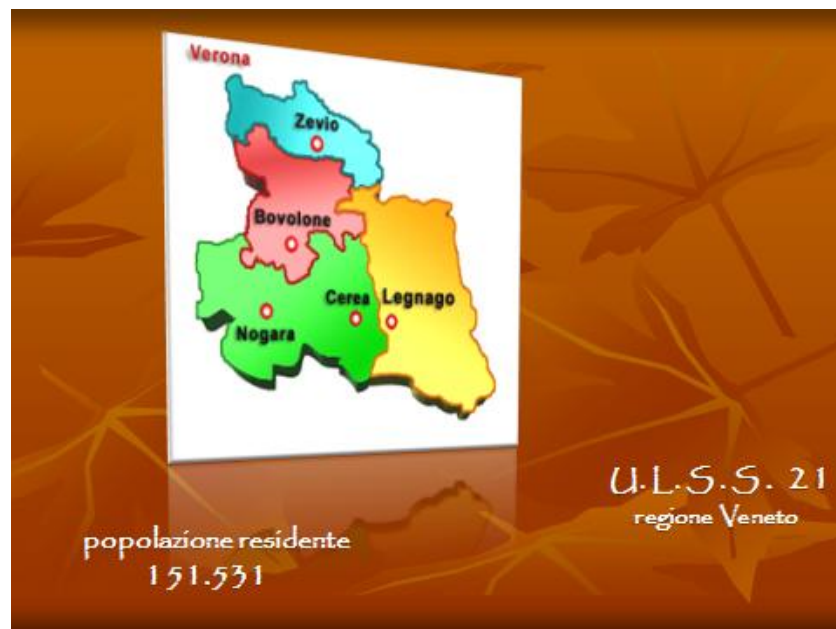 Verona
Zevio
Bovolone
Cerea
Legnago
Nogara
U.L.S.S. 21
regione Veneto
popolazione residente
151.531